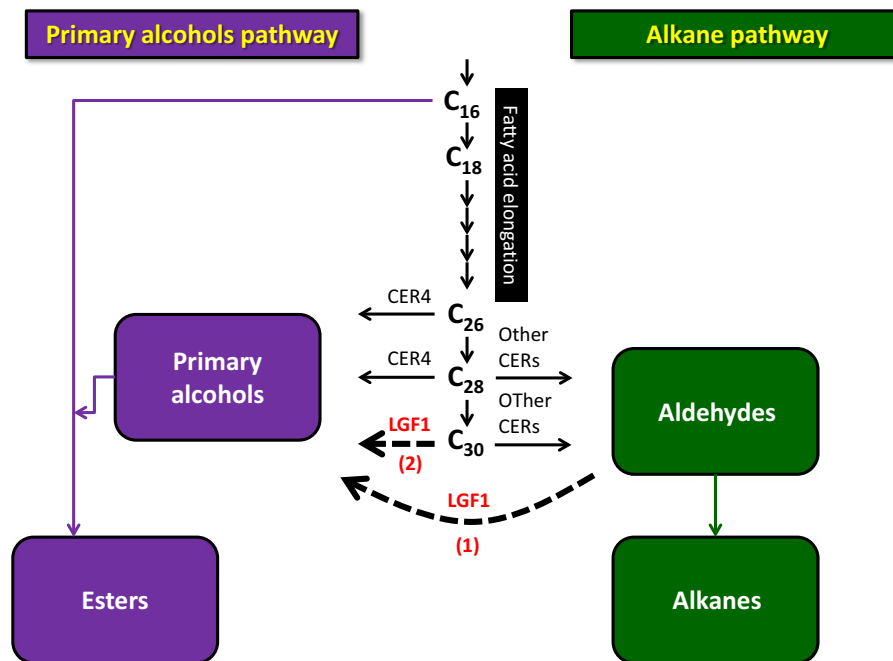 Primary alcohols pathway
Alkane pathway
C16
Fatty acid elongation
C18
CER4
C26
Other
CERs
CER4
C28
Primary
alcohols
OTher
CERs
Aldehydes
LGF1
C30
(2)
LGF1
(1)
Esters
Alkanes